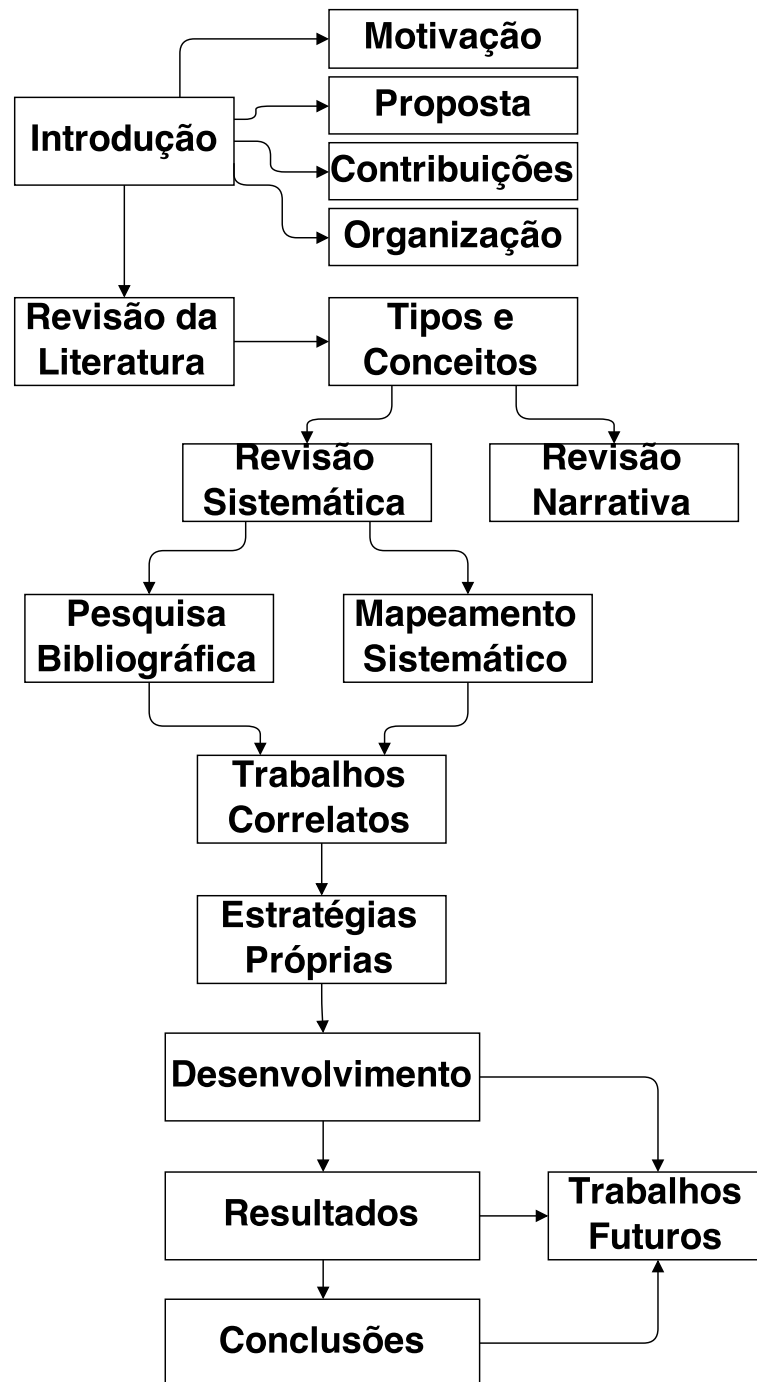 Motivação
Proposta
Introdução
Contribuições
Organização
Revisão da
Literatura
Tipos e
Conceitos
Revisão
Sistemática
Revisão
Narrativa
Pesquisa
Bibliográfica
Mapeamento
Sistemático
Trabalhos
Correlatos
Estratégias
Próprias
Desenvolvimento
Resultados
Trabalhos
Futuros
Conclusões